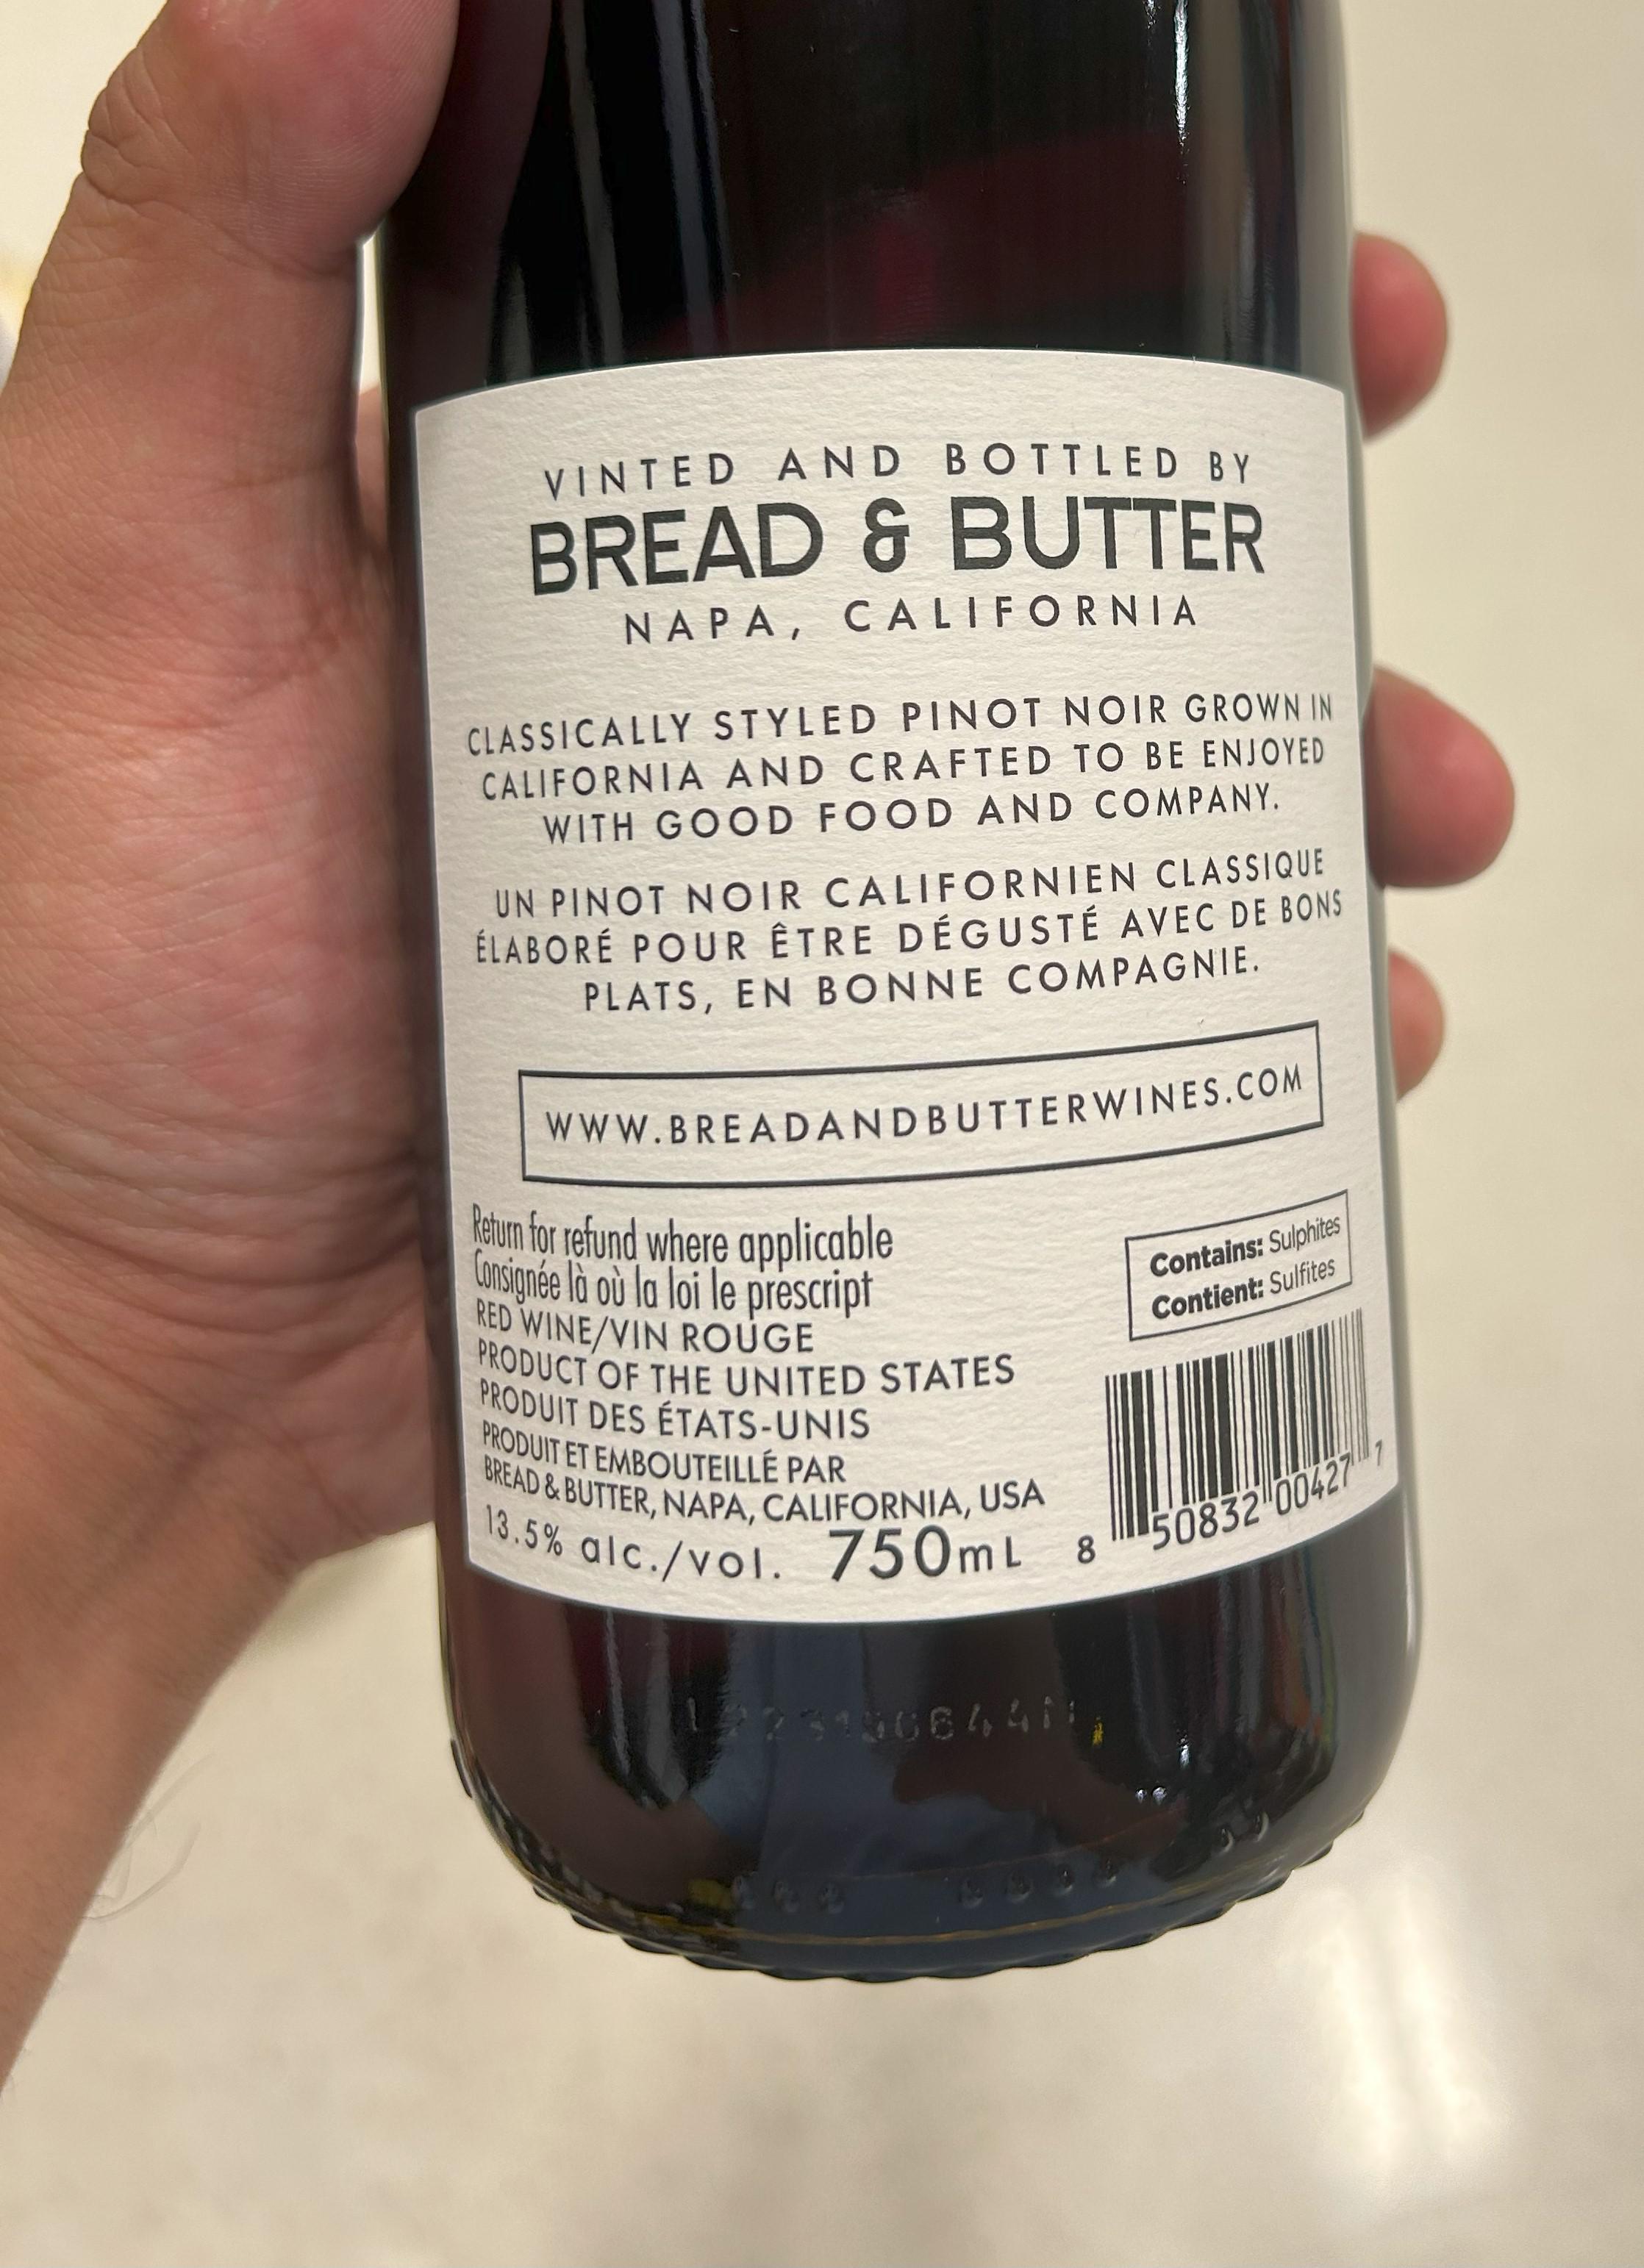 VINTED AND BOTTLED BY
BREAD & BUTTER
NAPA, CALIFORNIA
CLASSICALLY STYLED PINOT NOIR GROWN IN
CALIFORNIA AND CRAFTED TO BE ENJOYED
WITH GOOD FOOD AND COMPANY.
UN PINOT NOIR CALIFORNIEN CLASSIQUE
ÉLABORÉ POUR ÊTRE DÉGUSTÉ AVEC DE BONS
PLATS, EN BONNE COMPAGNIE.
WWW.BREADANDBUTTERWINES.COM
Return for refund where applicable
Consignée là où la loi le prescript
RED WINE/VIN ROUGE
PRODUCT OF THE UNITED STATES
PRODUIT DES ÉTATS-UNIS
PRODUIT ET EMBOUTEILLÉ PAR
BREAD & BUTTER, NAPA, CALIFORNIA, USA
13.5% alc./vol. 750mL
Contains: Sulphites
Contient: Sulfites
8 50832 00427 7